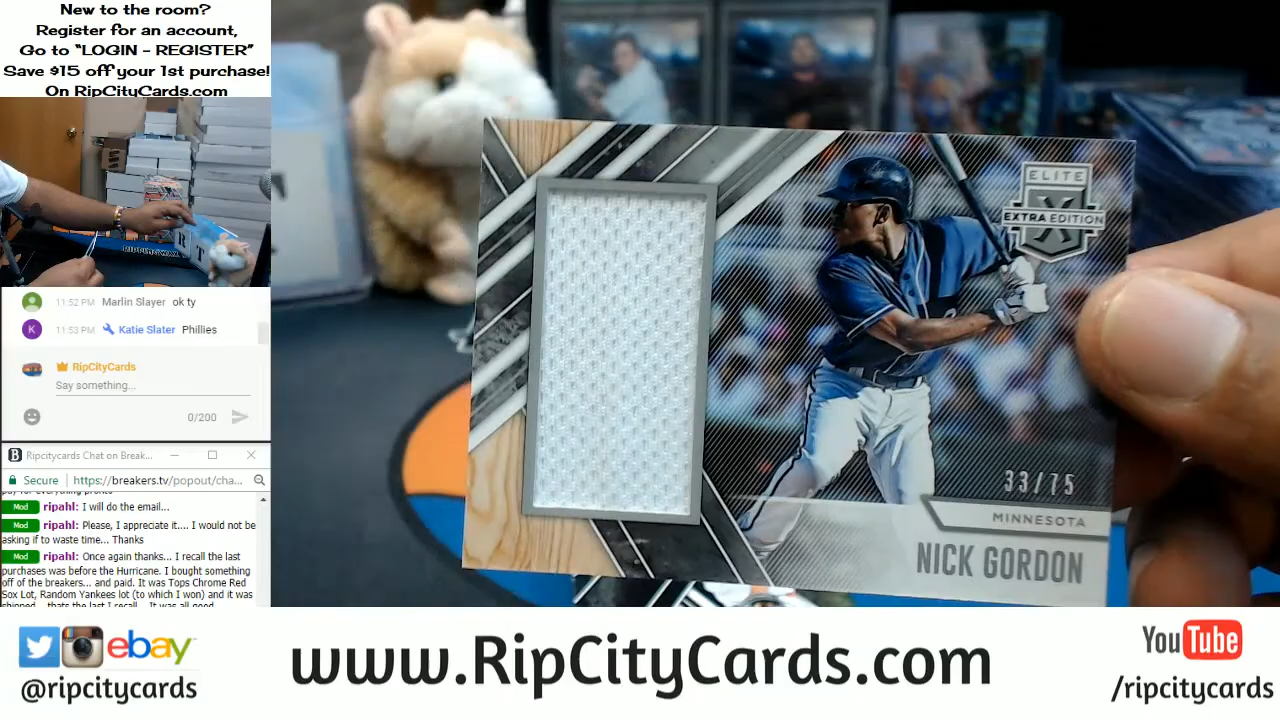 New to the room?
Register for an account,
Go to “LOGIN - REGISTER”
Save $15 off your 1st purchase!
On RipCityCards.com
11:52 PM Marlin Slayer ok ty
K 11:53 PM Katie Slater Phillies
RipCityCards
Say something...
0/200
Ripcitycards Chat on Break...
Secure https://breakers.tv/popout/cha...
Mod ripahl: I will do the email...
Mod ripahl: Please, I appreciate it.... I would not be
asking if to waste time... Thanks
Mod ripahl: Once again thanks... I recall the last
purchases was before the Hurricane. I bought something
off of the breakers... and paid. It was Tops Chrome Red
Sox Lot, Random Yankees lot (to which I won) and it was
ELITE
EXTRA EDITION
X
33/75
MINNESOTA
NICK GORDON
ebay
@ripcitycards
www.RipCityCards.com
YouTube
/ripcitycards